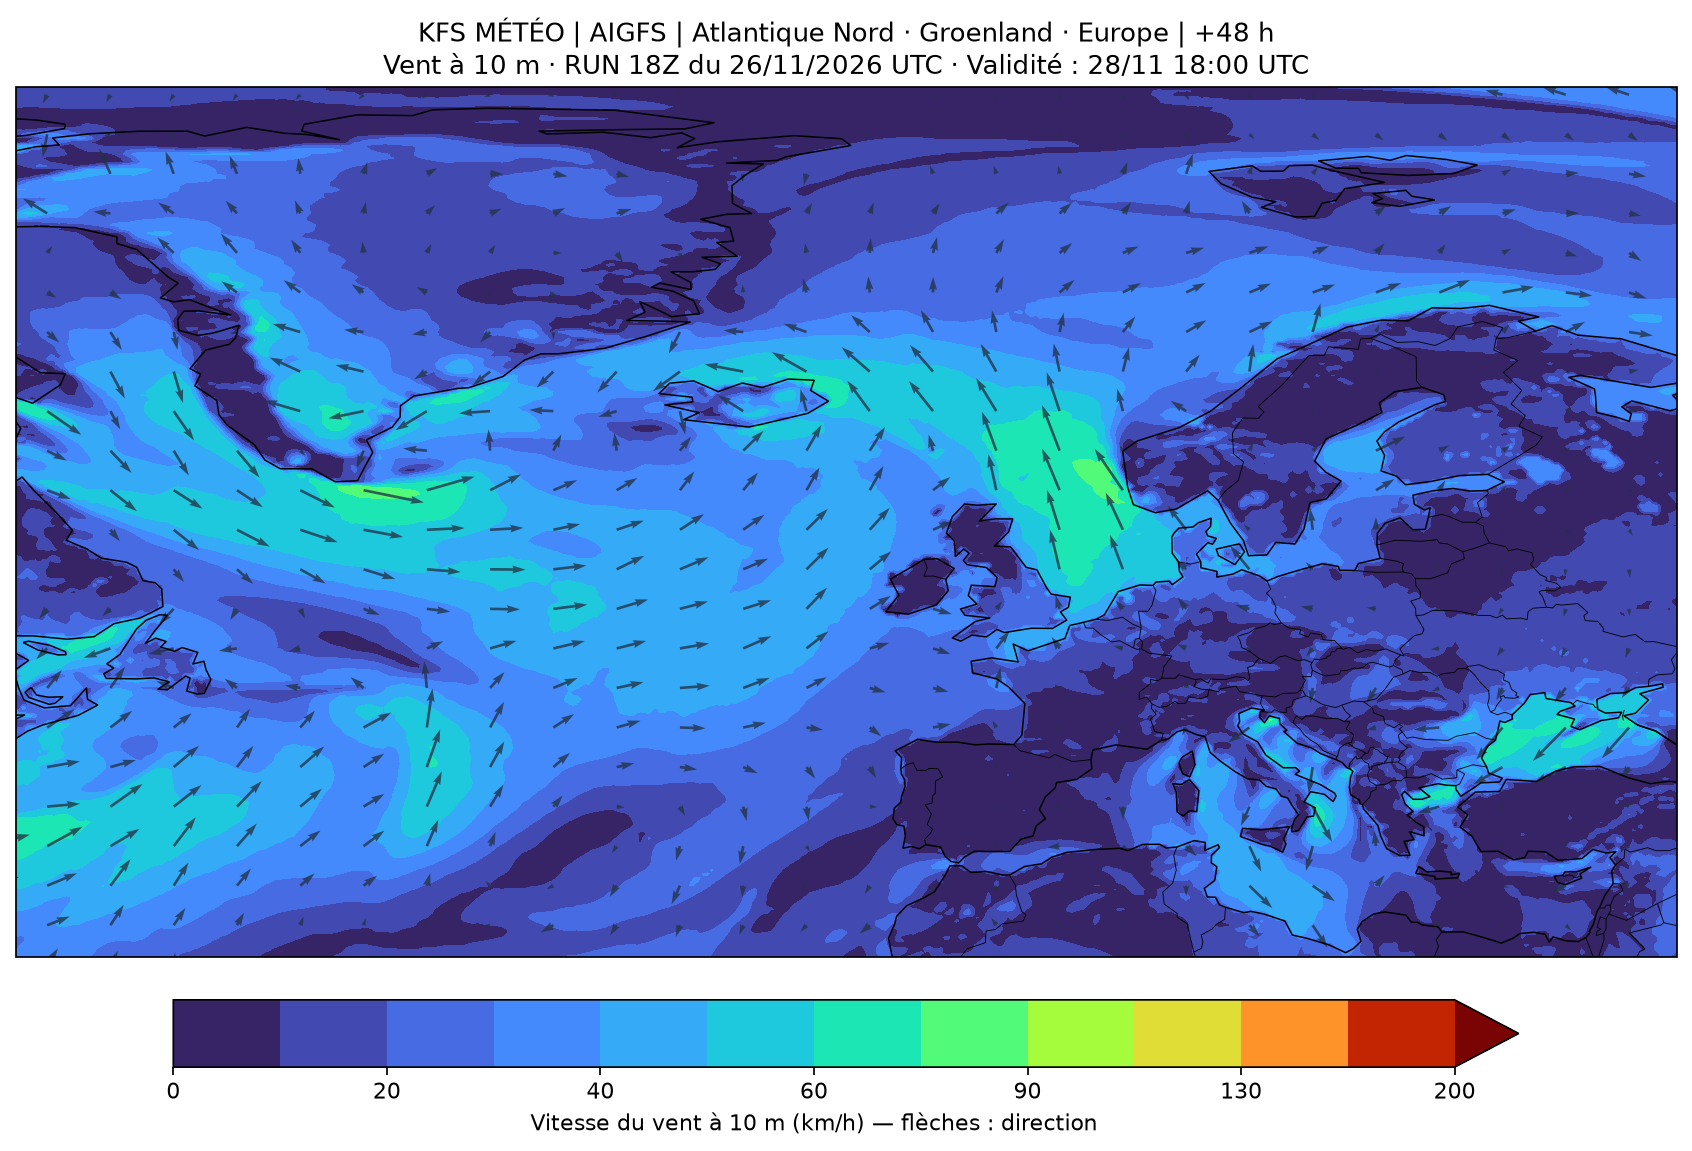 KFS MÉTÉO | AIGFS | Atlantique Nord · Groenland · Europe | +48 h
Vent à 10 m · RUN 18Z du 26/11/2026 UTC · Validité : 28/11 18:00 UTC
0 20 40 60 90 130 200
Vitesse du vent à 10 m (km/h) — flèches : direction